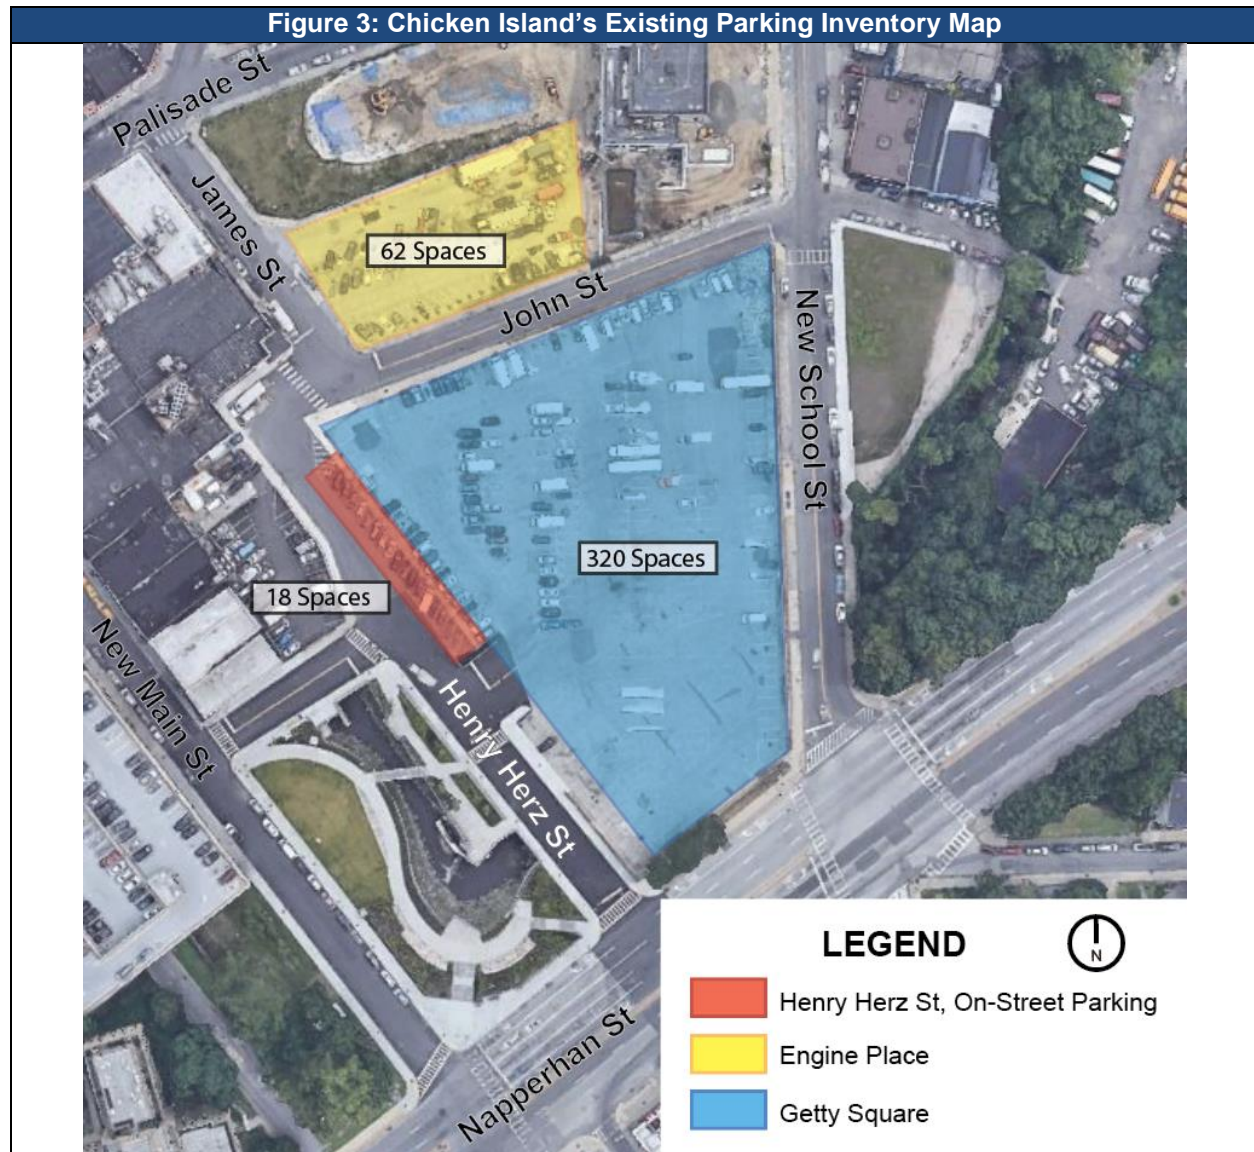 Figure 3: Chicken Island's Existing Parking Inventory Map
Palisade St
James St
62 Spaces
John St
New School St
320 Spaces
18 Spaces
New Main St
Henry Herz St
Napperhan St
LEGEND
N
Henry Herz St, On-Street Parking
Engine Place
Getty Square